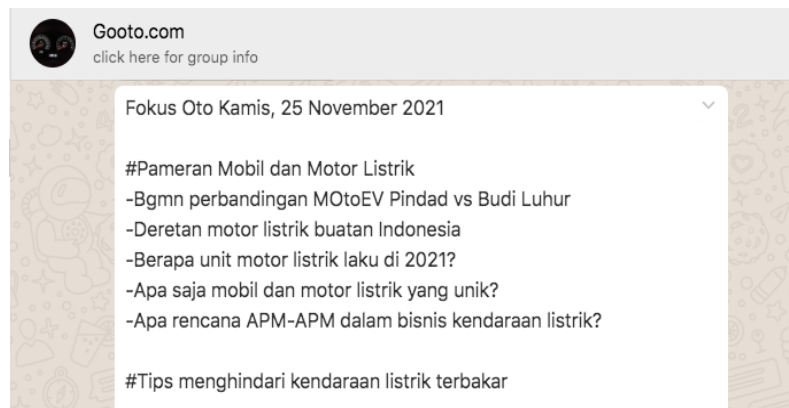 Gooto.com
click here for group info
Fokus Oto Kamis, 25 November 2021
#Pameran Mobil dan Motor Listrik
-Bgmn perbandingan MOtoEV Pindad vs Budi Luhur
-Deretan motor listrik buatan Indonesia
-Berapa unit motor listrik laku di 2021?
-Apa saja mobil dan motor listrik yang unik?
-Apa rencana APM-APM dalam bisnis kendaraan listrik?
#Tips menghindari kendaraan listrik terbakar